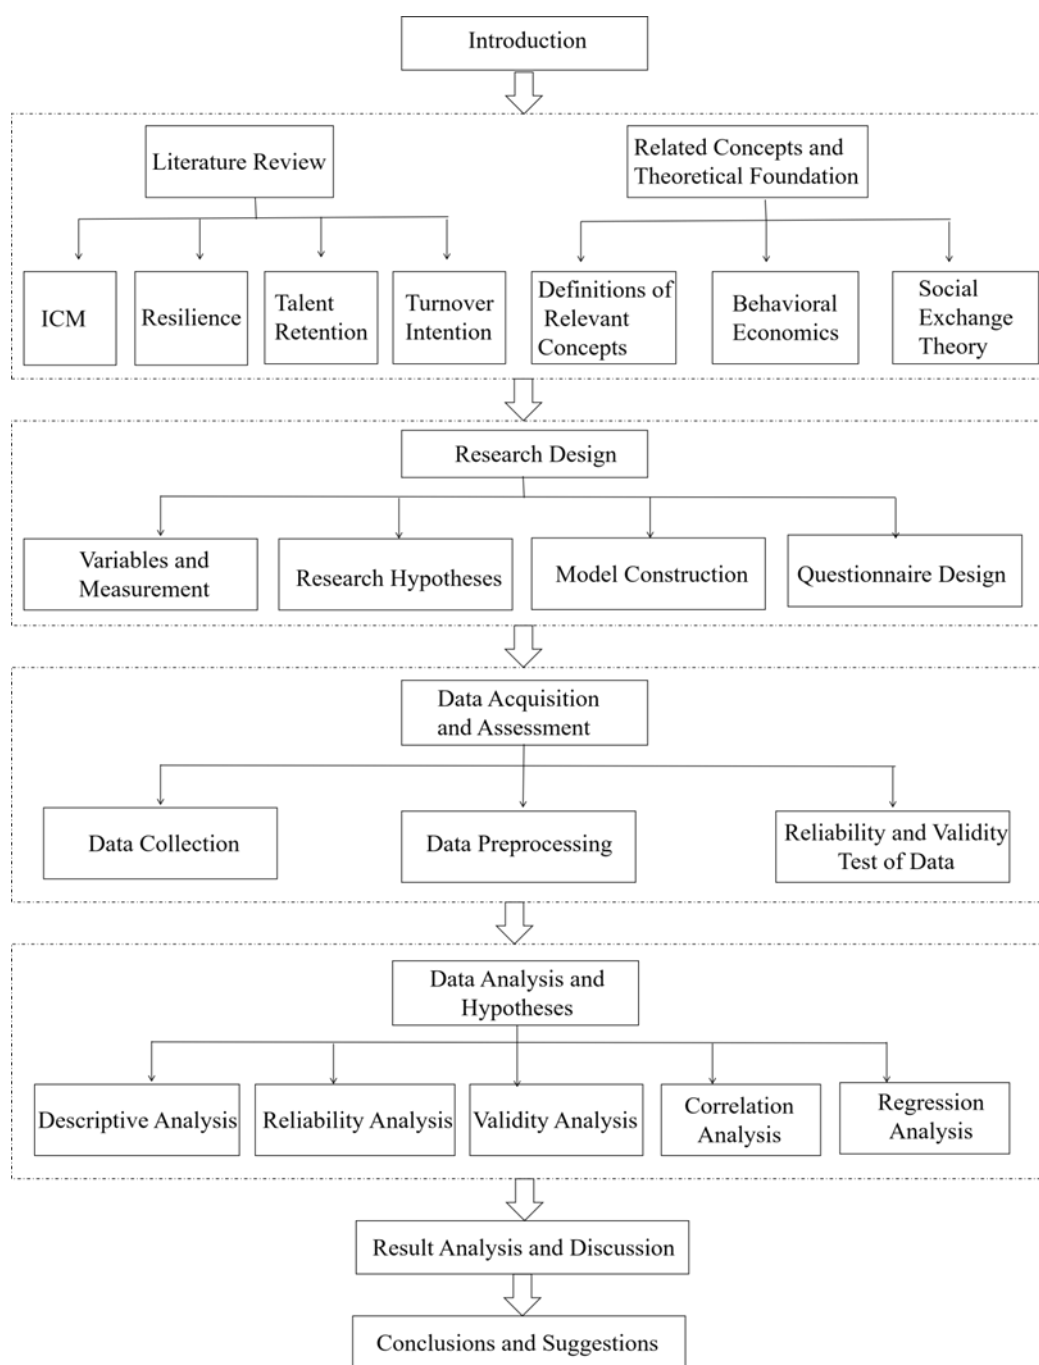 Introduction
Literature Review
Related Concepts and
Theoretical Foundation
ICM
Resilience
Talent
Retention
Turnover
Intention
Definitions of
Relevant
Concepts
Behavioral
Economics
Social
Exchange
Theory
Research Design
Variables and
Measurement
Research Hypotheses
Model Construction
Questionnaire Design
Data Acquisition
and Assessment
Data Collection
Data Preprocessing
Reliability and Validity
Test of Data
Data Analysis and
Hypotheses
Descriptive Analysis
Reliability Analysis
Validity Analysis
Correlation
Analysis
Regression
Analysis
Result Analysis and Discussion
Conclusions and Suggestions